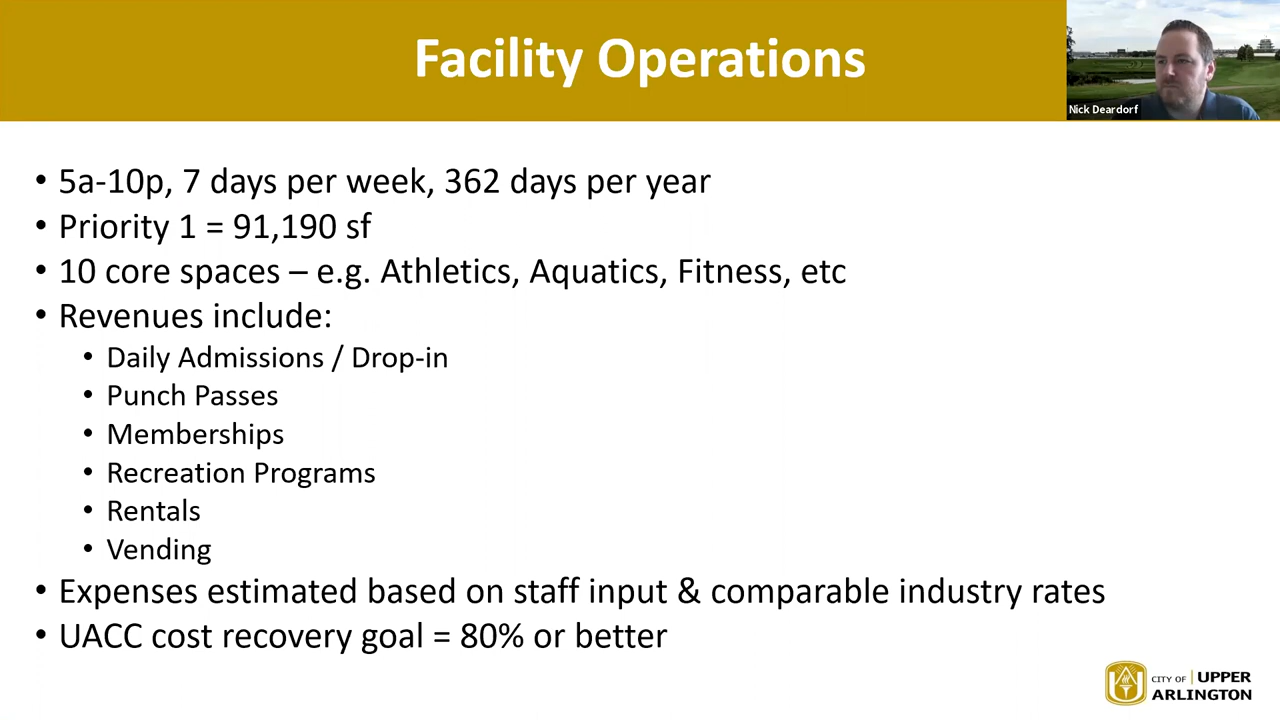 Facility Operations
Nick Deardorf
• 5a-10p, 7 days per week, 362 days per year
• Priority 1 = 91,190 sf
• 10 core spaces – e.g. Athletics, Aquatics, Fitness, etc
• Revenues include:
• Daily Admissions / Drop-in
• Punch Passes
• Memberships
• Recreation Programs
• Rentals
• Vending
• Expenses estimated based on staff input & comparable industry rates
• UACC cost recovery goal = 80% or better
CITY OF | UPPER
ARLINGTON